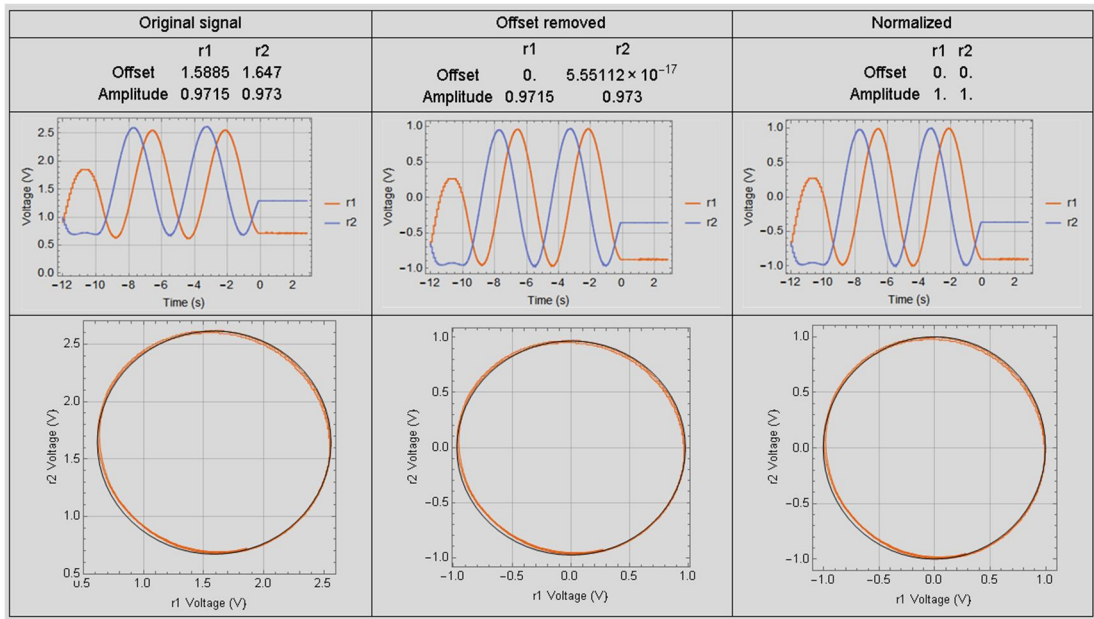 Original signal
r1 r2
Offset 1.5885 1.647
Amplitude 0.9715 0.973
Offset removed
r1 r2
Offset 0. 5.55112 × 10⁻¹⁷
Amplitude 0.9715 0.973
Normalized
r1 r2
Offset 0. 0.
Amplitude 1. 1.
Voltage (V)
2.5
2.0
1.5
1.0
0.5
0.0
−12 −10 −8 −6 −4 −2 0 2
Time (s)
r1
r2
Voltage (V)
1.0
0.5
0.0
−0.5
−1.0
−12 −10 −8 −6 −4 −2 0 2
Time (s)
r1
r2
Voltage (V)
1.0
0.5
0.0
−0.5
−1.0
−12 −10 −8 −6 −4 −2 0 2
Time (s)
r1
r2
r2 Voltage (V}
2.5
2.0
1.5
1.0
0.5
0.5 1.0 1.5 2.0 2.5
r1 Voltage (V}
r2 Voltage (V}
1.0
0.5
0.0
−0.5
−1.0
−1.0 −0.5 0.0 0.5 1.0
r1 Voltage (V}
r2 Voltage (V}
1.0
0.5
0.0
−0.5
−1.0
−1.0 −0.5 0.0 0.5 1.0
r1 Voltage (V}